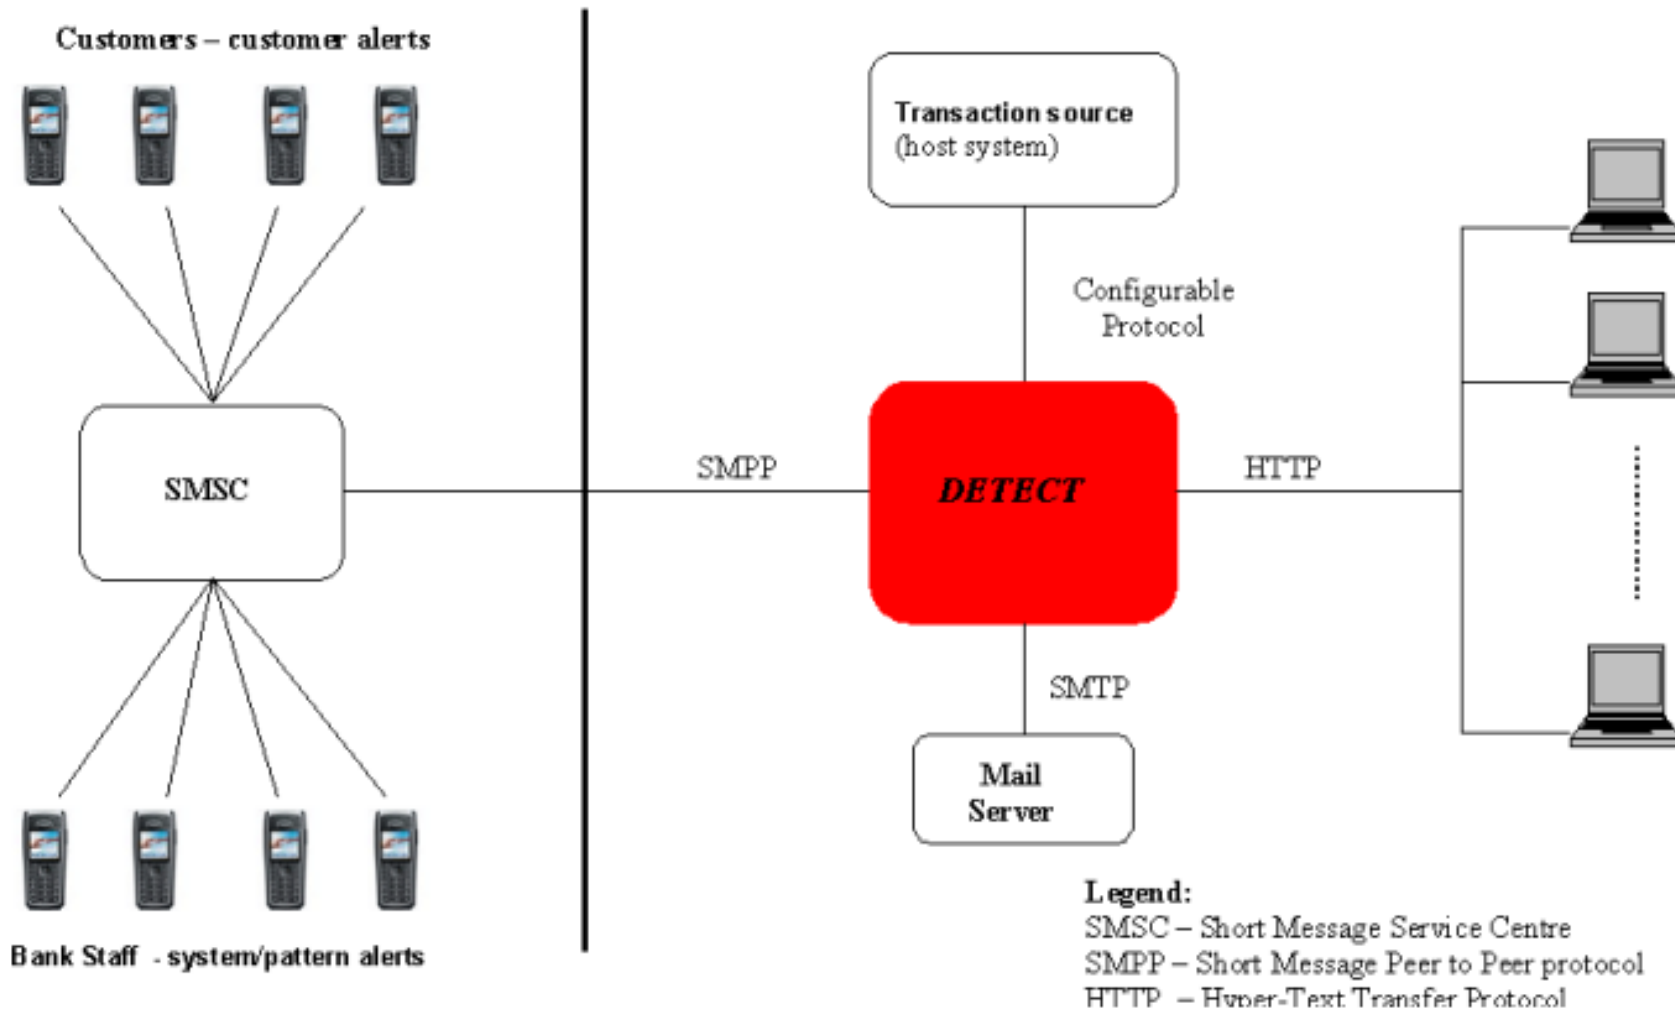 Customers – customer alerts
Transaction source
(host system)
Configurable
Protocol
SMSC
SMPP
DETECT
HTTP
SMTP
Mail
Server
Bank Staff - system/pattern alerts
Legend:
SMSC – Short Message Service Centre
SMPP – Short Message Peer to Peer protocol
HTTP – Hyper-Text Transfer Protocol